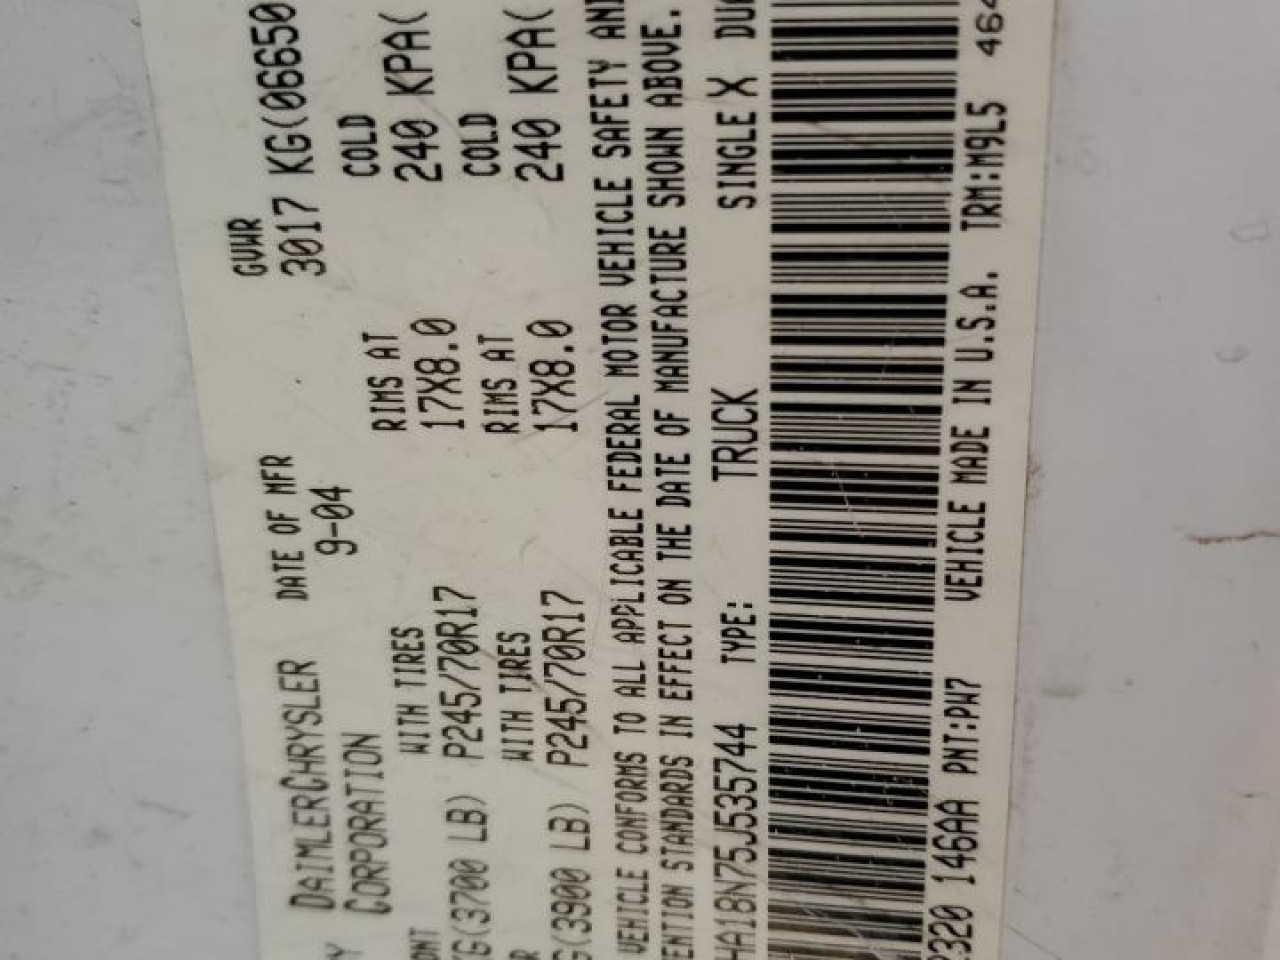 Y DAIMLERCHRYSLER CORPORATION DATE OF MFR 9-04 GVWR 3017 KG(06650
ONT WITH TIRES RIMS AT COLD
KG(3700 LB) P245/70R17 17X8.0 240 KPA(
R WITH TIRES RIMS AT COLD
G(3900 LB) P245/70R17 17X8.0 240 KPA(
VEHICLE CONFORMS TO ALL APPLICABLE FEDERAL MOTOR VEHICLE SAFETY AN
ENTION STANDARDS IN EFFECT ON THE DATE OF MANUFACTURE SHOWN ABOVE.
HA18N75J535744 TYPE: TRUCK SINGLE X DU
320 146AA PNT:PW7 VEHICLE MADE IN U.S.A. TRM:M9L5 464